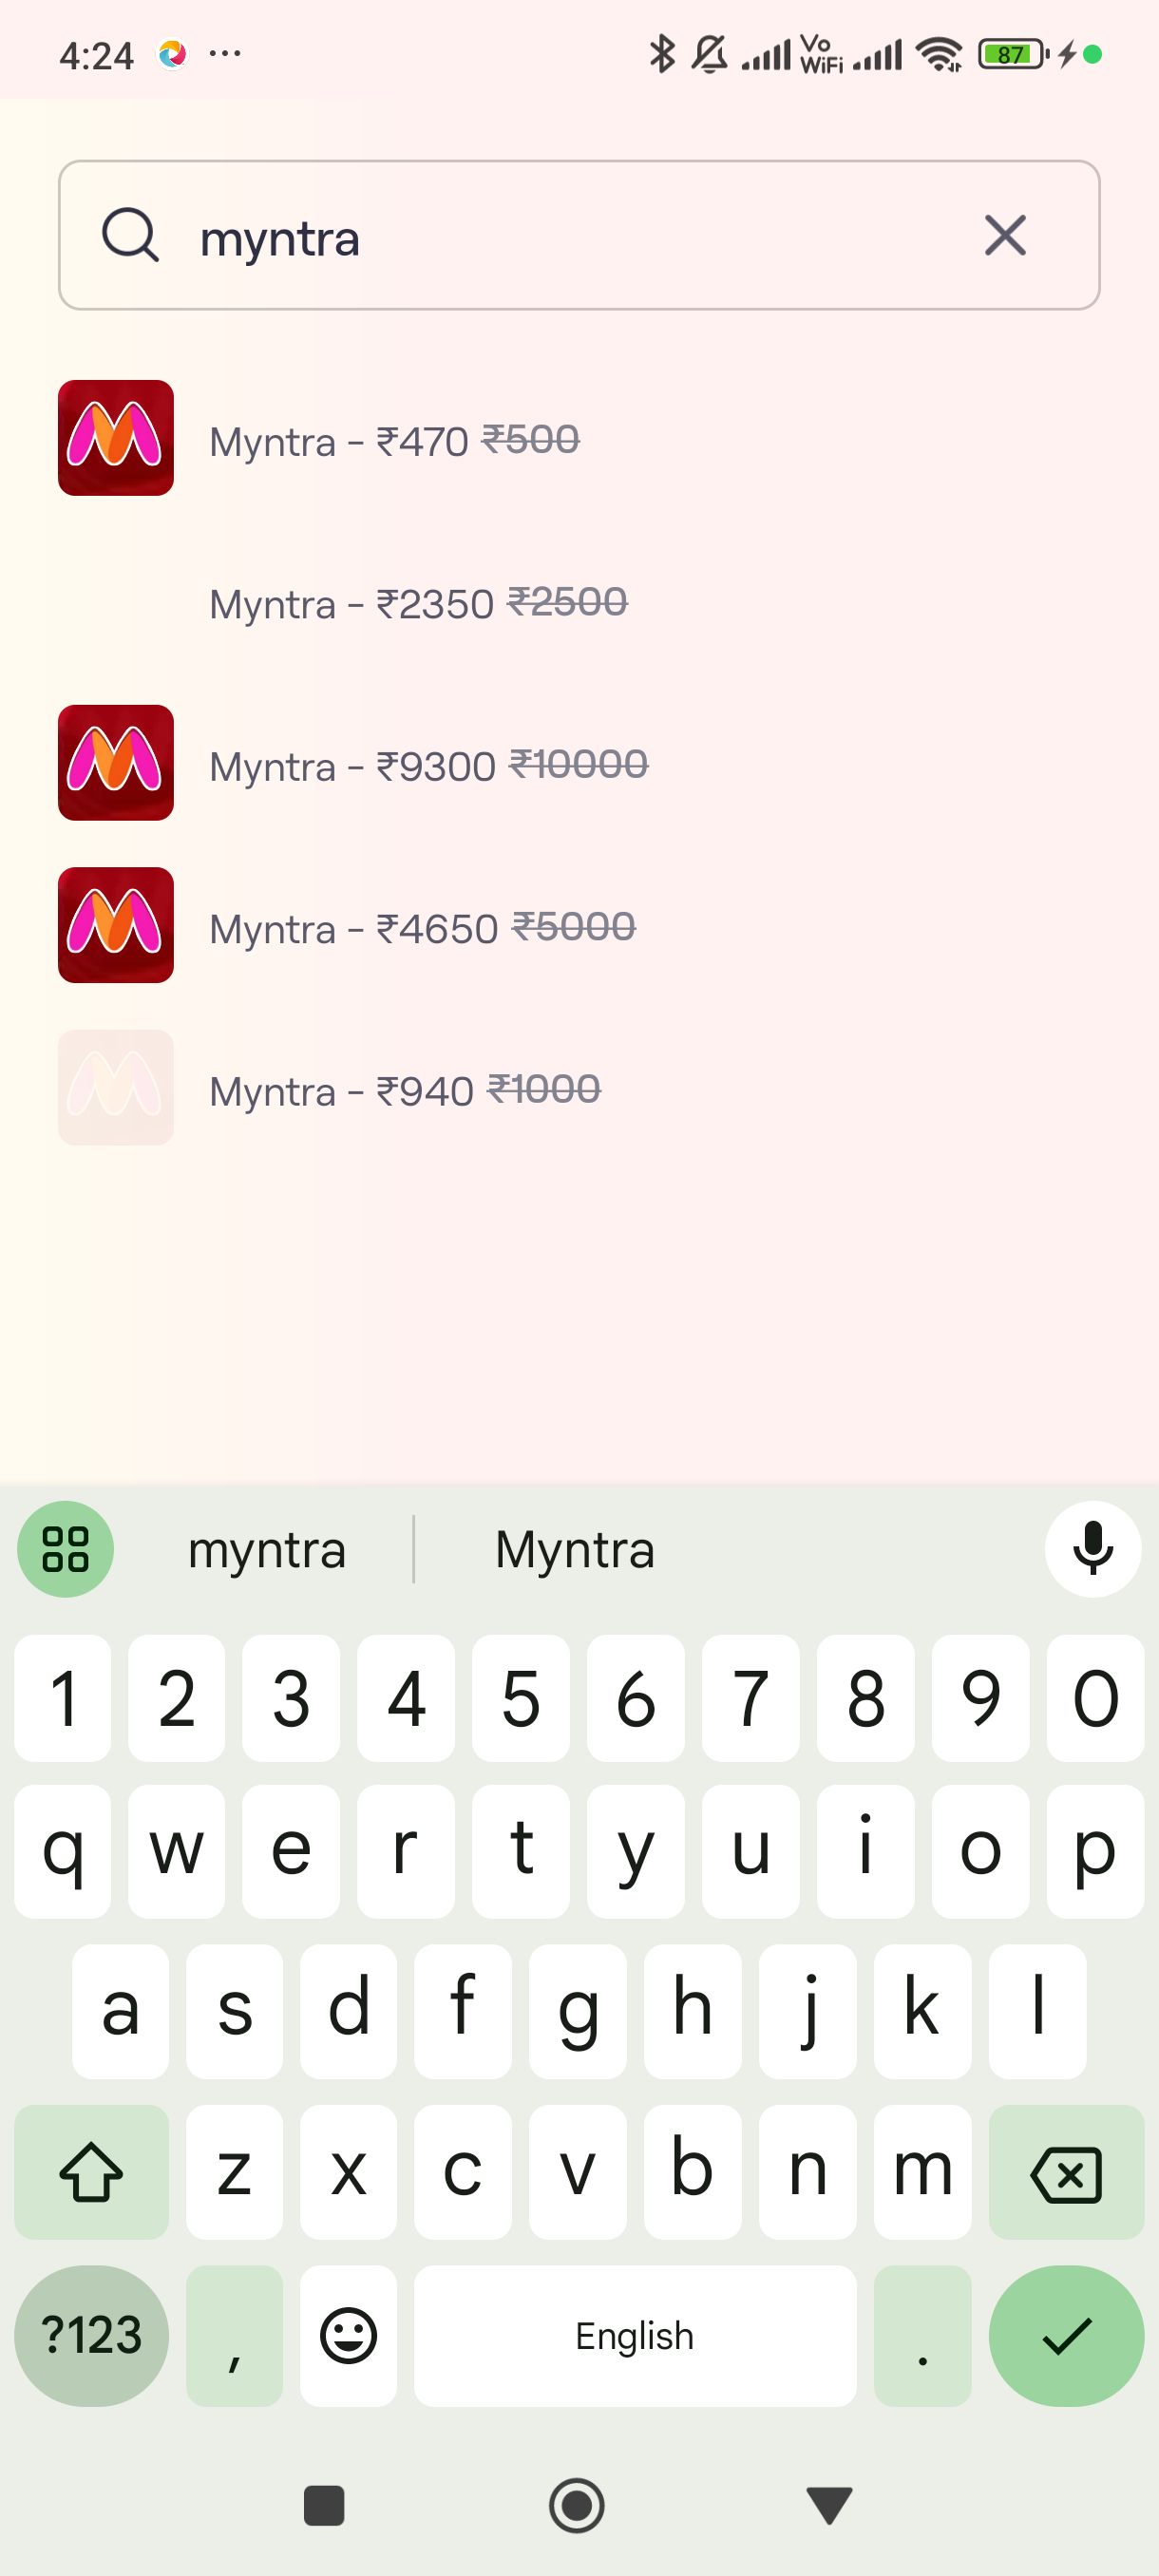 4:24 ... Vo WiFi 87
myntra
Myntra - ₹470 ₹500
Myntra - ₹2350 ₹2500
Myntra - ₹9300 ₹10000
Myntra - ₹4650 ₹5000
Myntra - ₹940 ₹1000
myntra Myntra
1 2 3 4 5 6 7 8 9 0
q w e r t y u i o p
a s d f g h j k l
z x c v b n m
?123 , English .